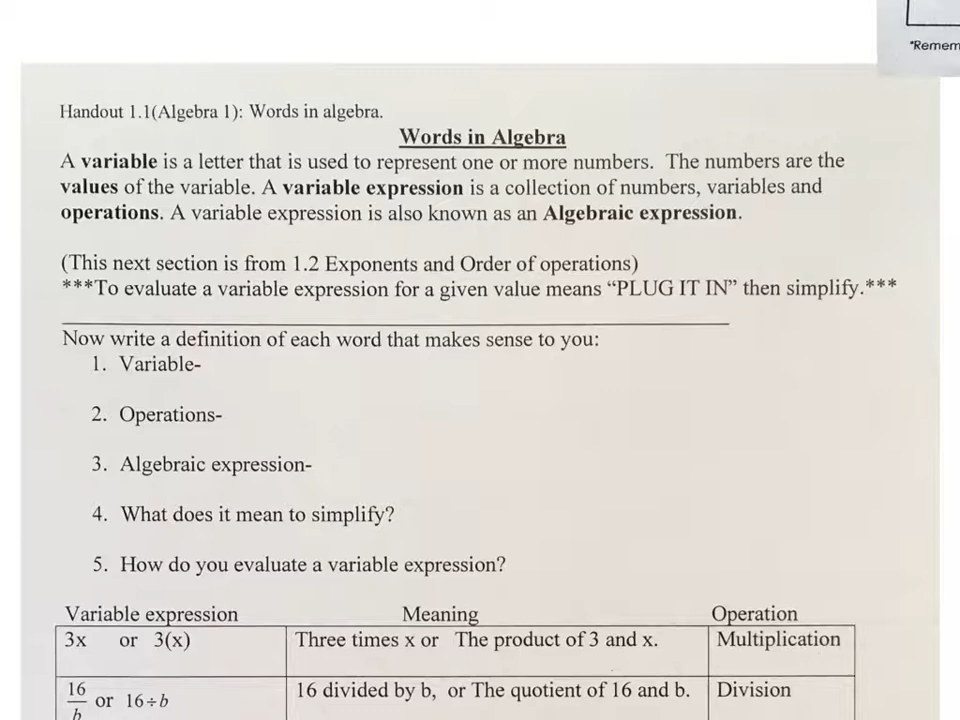 *Remem
Handout 1.1(Algebra 1): Words in algebra.
Words in Algebra
A variable is a letter that is used to represent one or more numbers. The numbers are the
values of the variable. A variable expression is a collection of numbers, variables and
operations. A variable expression is also known as an Algebraic expression.
(This next section is from 1.2 Exponents and Order of operations)
***To evaluate a variable expression for a given value means “PLUG IT IN” then simplify.***
Now write a definition of each word that makes sense to you:
1. Variable-
2. Operations-
3. Algebraic expression-
4. What does it mean to simplify?
5. How do you evaluate a variable expression?
Variable expression Meaning Operation
3x or 3(x) Three times x or The product of 3 and x. Multiplication
16/b or 16÷b 16 divided by b, or The quotient of 16 and b. Division